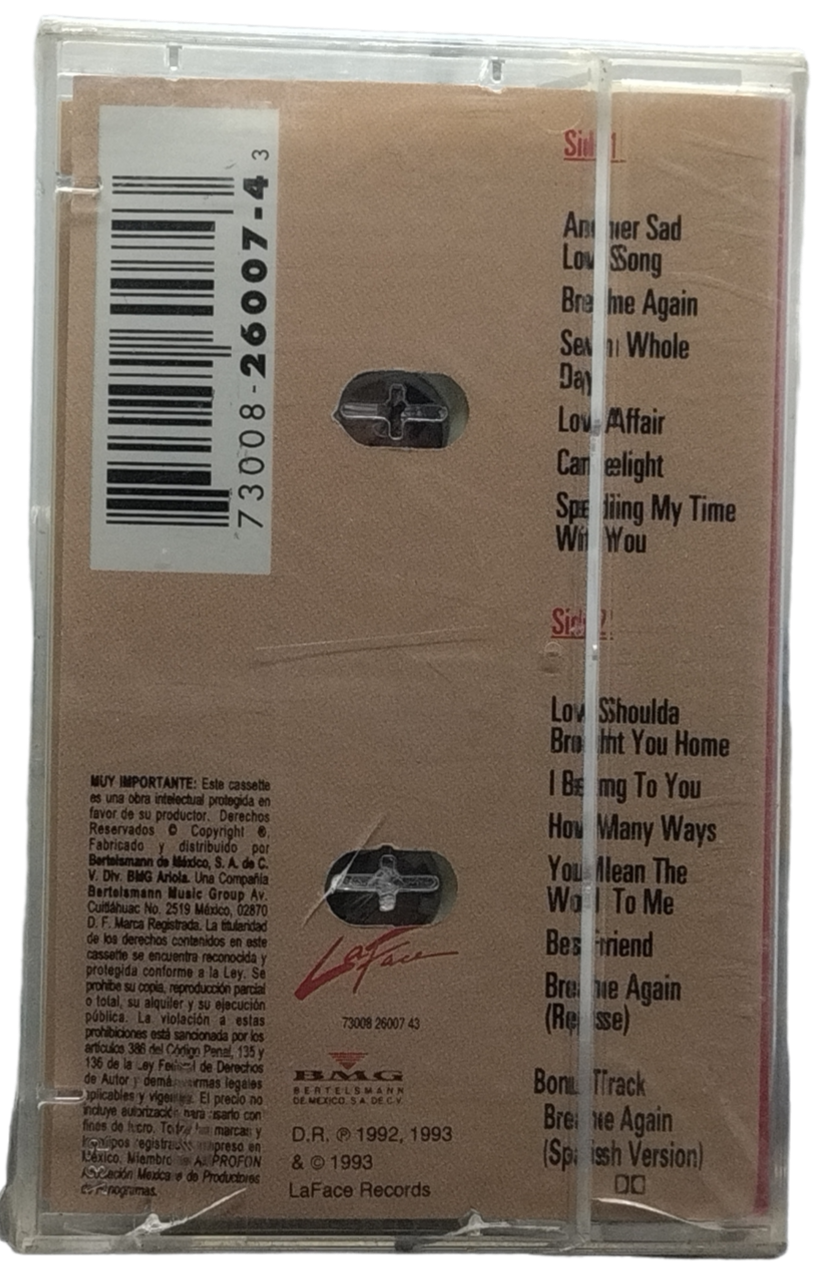 73008-26007-4 3
Side 1
Another Sad
Love Song
Breathe Again
Seven Whole
Days
Love Affair
Candlelight
Spending My Time
With You
Side 2
Love Shoulda
Brought You Home
I Belong To You
How Many Ways
You Mean The
World To Me
Best Friend
Breathe Again
(Reprisse)
Bonus Track
Breathe Again
(Spanish Version)
MUY IMPORTANTE: Este cassette
es una obra intelectual protegida en
favor de su productor. Derechos
Reservados © Copyright ®.
Fabricado y distribuido por
Bertelsmann de México, S. A. de C.
V. Div. BMG Ariola. Una Compañía
Bertelsmann Music Group Av.
Cuitláhuac No. 2519 México, 02870
D. F. Marca Registrada. La titularidad
de los derechos contenidos en este
cassette se encuentra reconocida y
protegida conforme a la Ley. Se
prohibe su copia, reproducción parcial
o total, su alquiler y su ejecución
pública. La violación a estas
prohibiciones está sancionada por los
artículos 386 del Código Penal, 135 y
136 de la Ley Federal de Derechos
de Autor y demás normas legales
aplicables y vigentes. El precio no
incluye autorización para usarlo con
fines de lucro. Todas las marcas y
logotipos registrados. Impreso en
México. Miembro de AMPROFON
Asociación Mexicana de Productores
de Fonogramas.
LaFace
73008 26007 43
BMG
BERTELSMANN
DE MEXICO, S.A. DE C.V.
D.R. ℗ 1992, 1993
& © 1993
LaFace Records